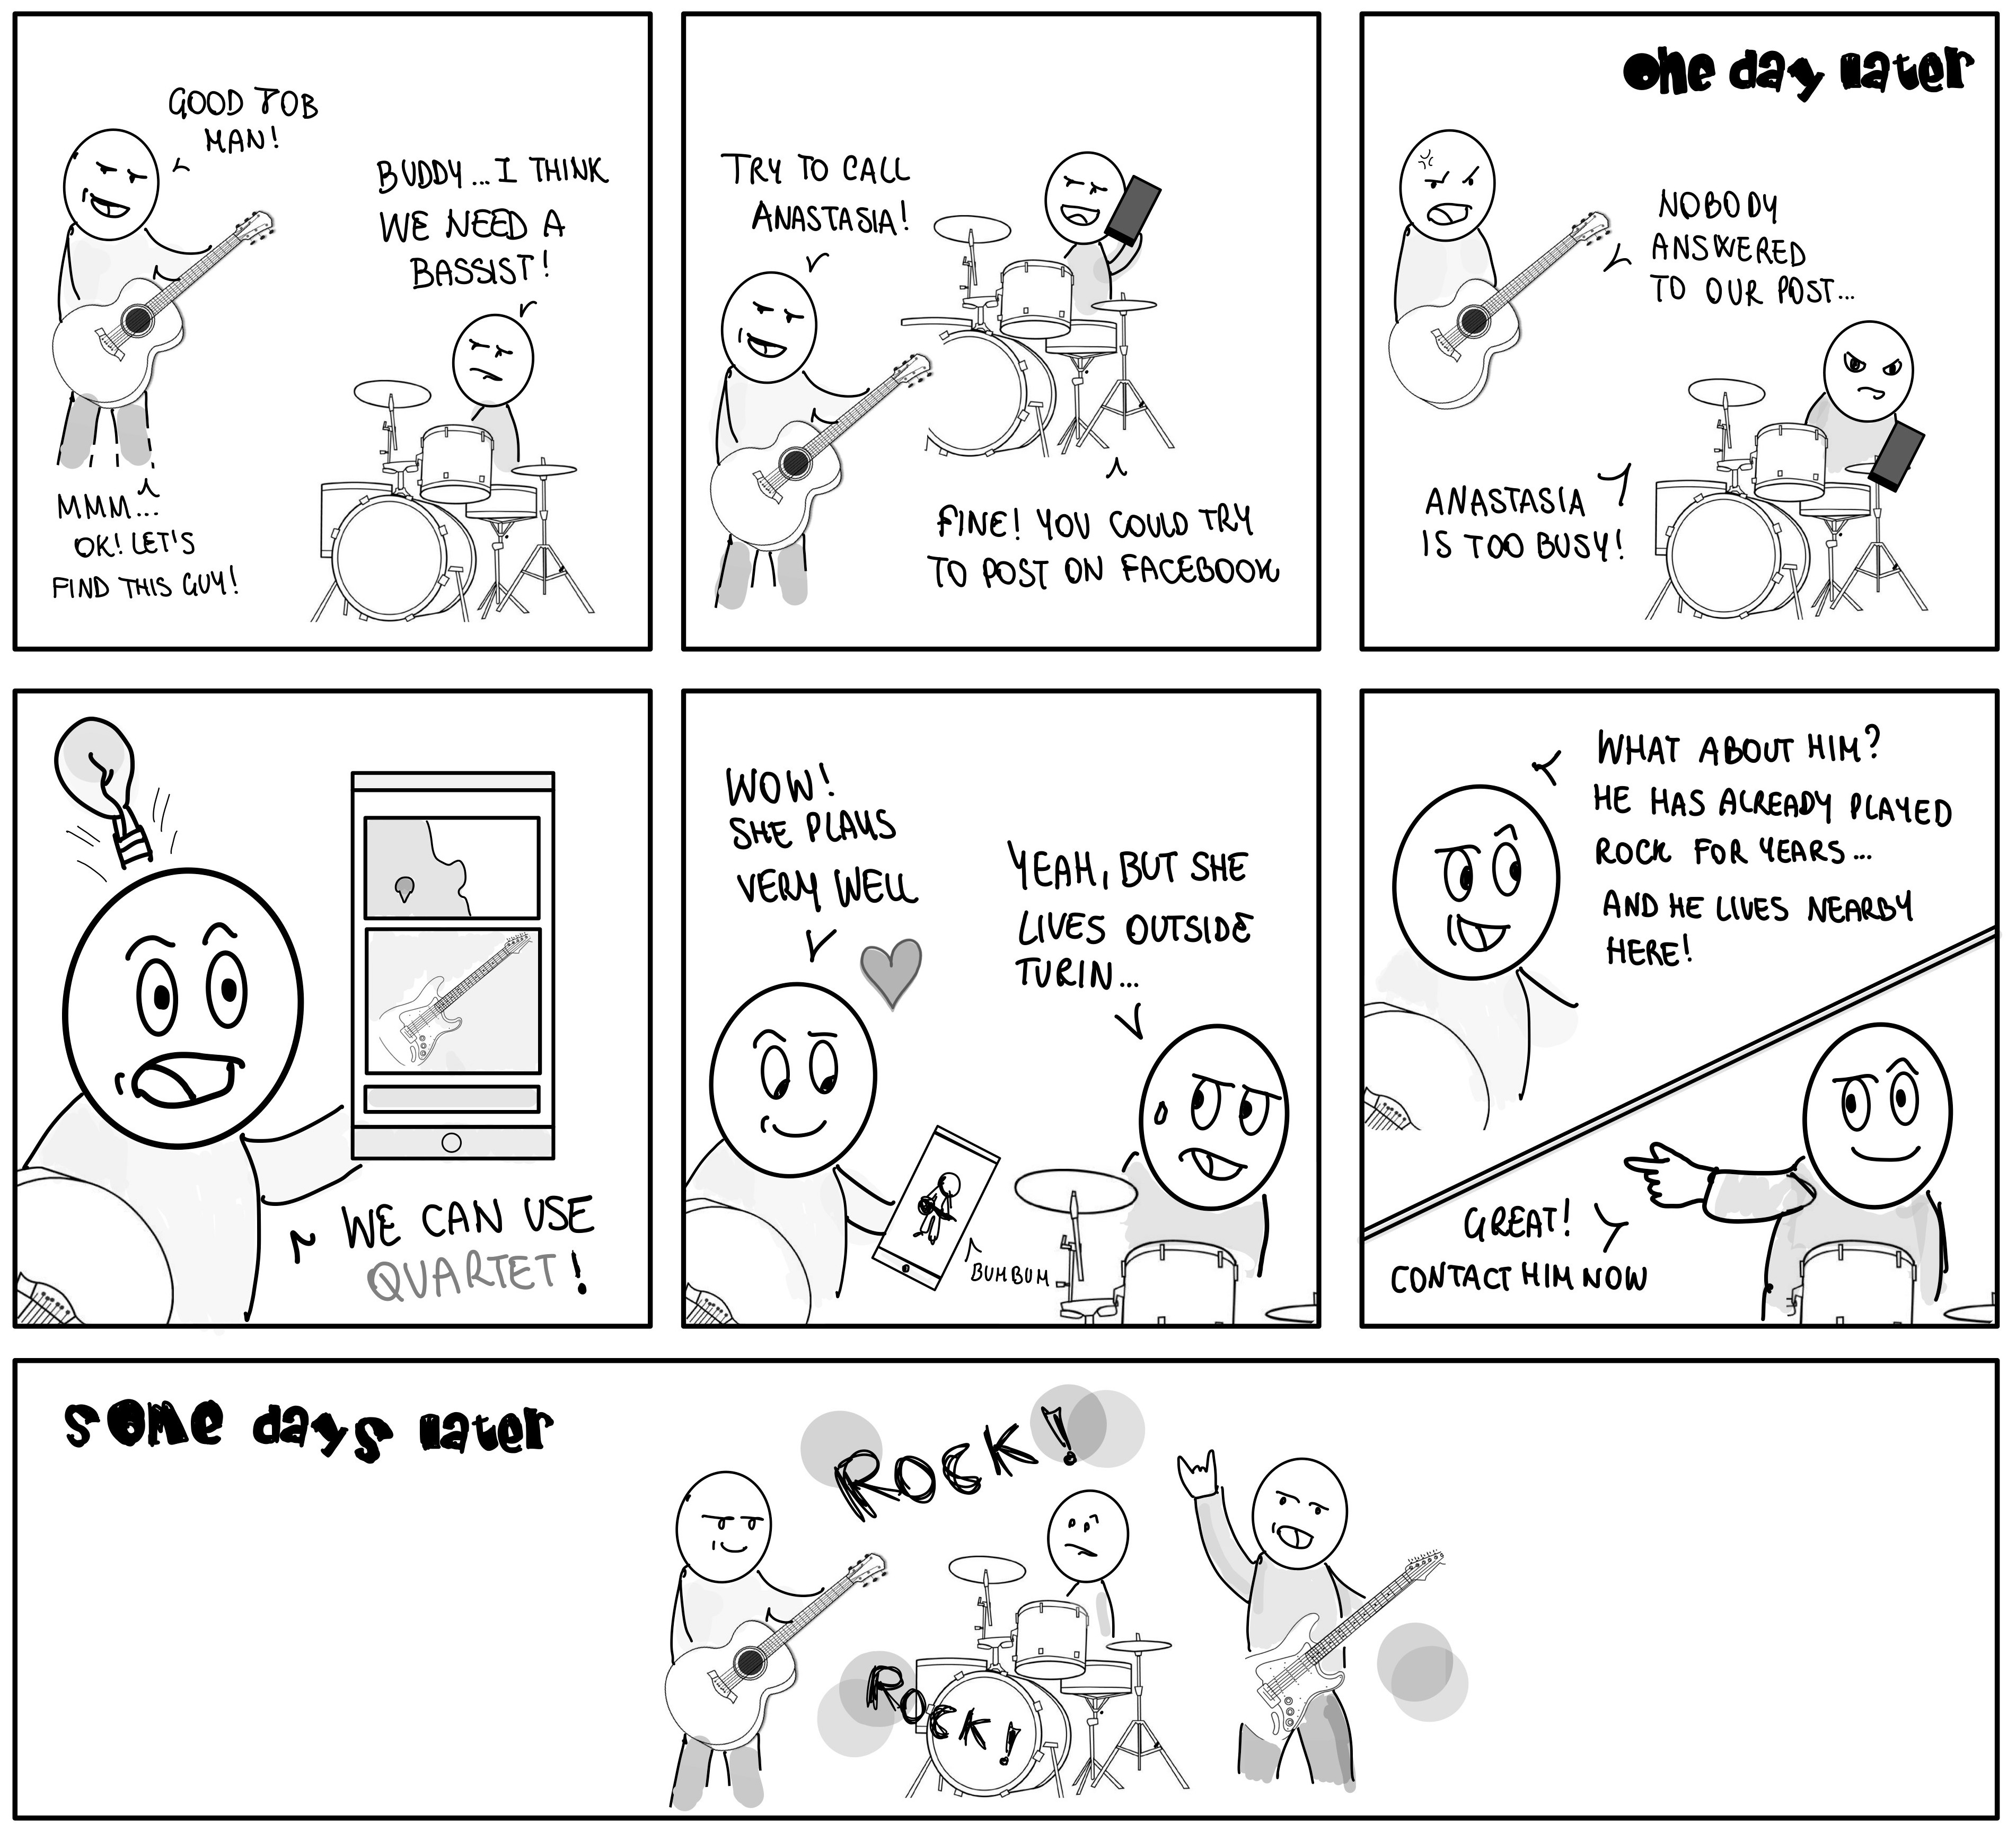 GOOD JOB
MAN!
BUDDY...I THINK
WE NEED A
BASSIST!
MMM...
OK! LET'S
FIND THIS GUY!
TRY TO CALL
ANASTASIA!
FINE! YOU COULD TRY
TO POST ON FACEBOOK
one day later
NOBODY
ANSWERED
TO OUR POST...
ANASTASIA
IS TOO BUSY!
WE CAN USE
QUARTET!
WOW!
SHE PLAYS
VERY WELL
YEAH, BUT SHE
LIVES OUTSIDE
TURIN...
BUMBUM
WHAT ABOUT HIM?
HE HAS ALREADY PLAYED
ROCK FOR YEARS...
AND HE LIVES NEARBY
HERE!
GREAT!
CONTACT HIM NOW
some days later
ROCK!
ROCK!